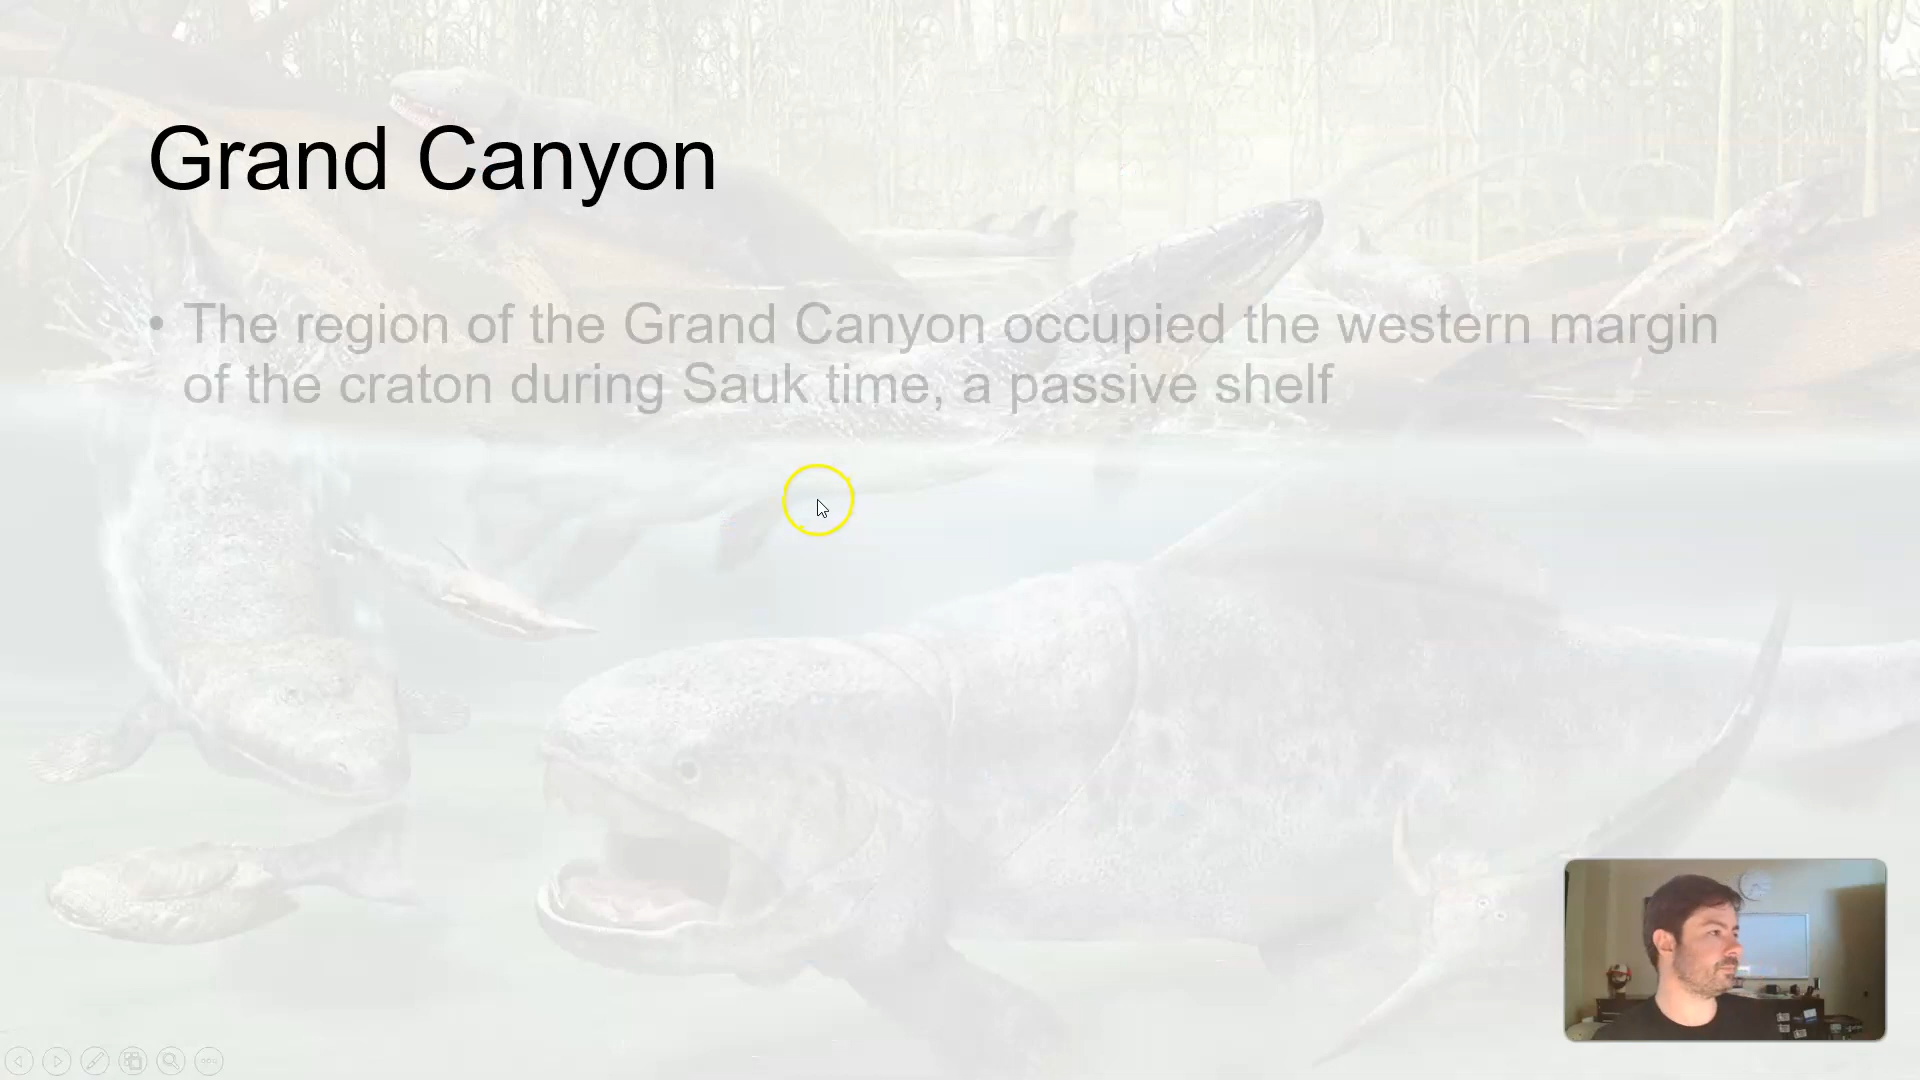 Grand Canyon
• The region of the Grand Canyon occupied the western margin
of the craton during Sauk time, a passive shelf